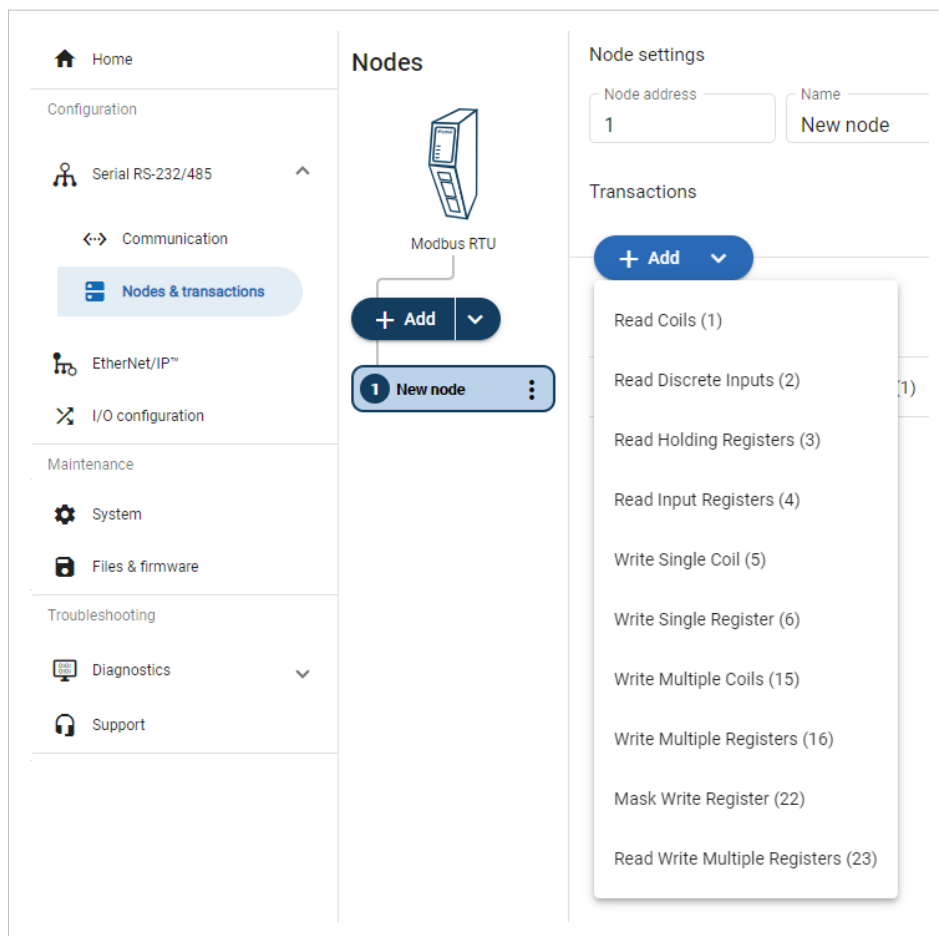 Home
Configuration
Serial RS-232/485
Communication
Nodes & transactions
EtherNet/IP™
I/O configuration
Maintenance
System
Files & firmware
Troubleshooting
Diagnostics
Support
Nodes
Modbus RTU
+ Add
1 New node
Node settings
Node address
1
Name
New node
Transactions
+ Add
Read Coils (1)
Read Discrete Inputs (2)
(1)
Read Holding Registers (3)
Read Input Registers (4)
Write Single Coil (5)
Write Single Register (6)
Write Multiple Coils (15)
Write Multiple Registers (16)
Mask Write Register (22)
Read Write Multiple Registers (23)